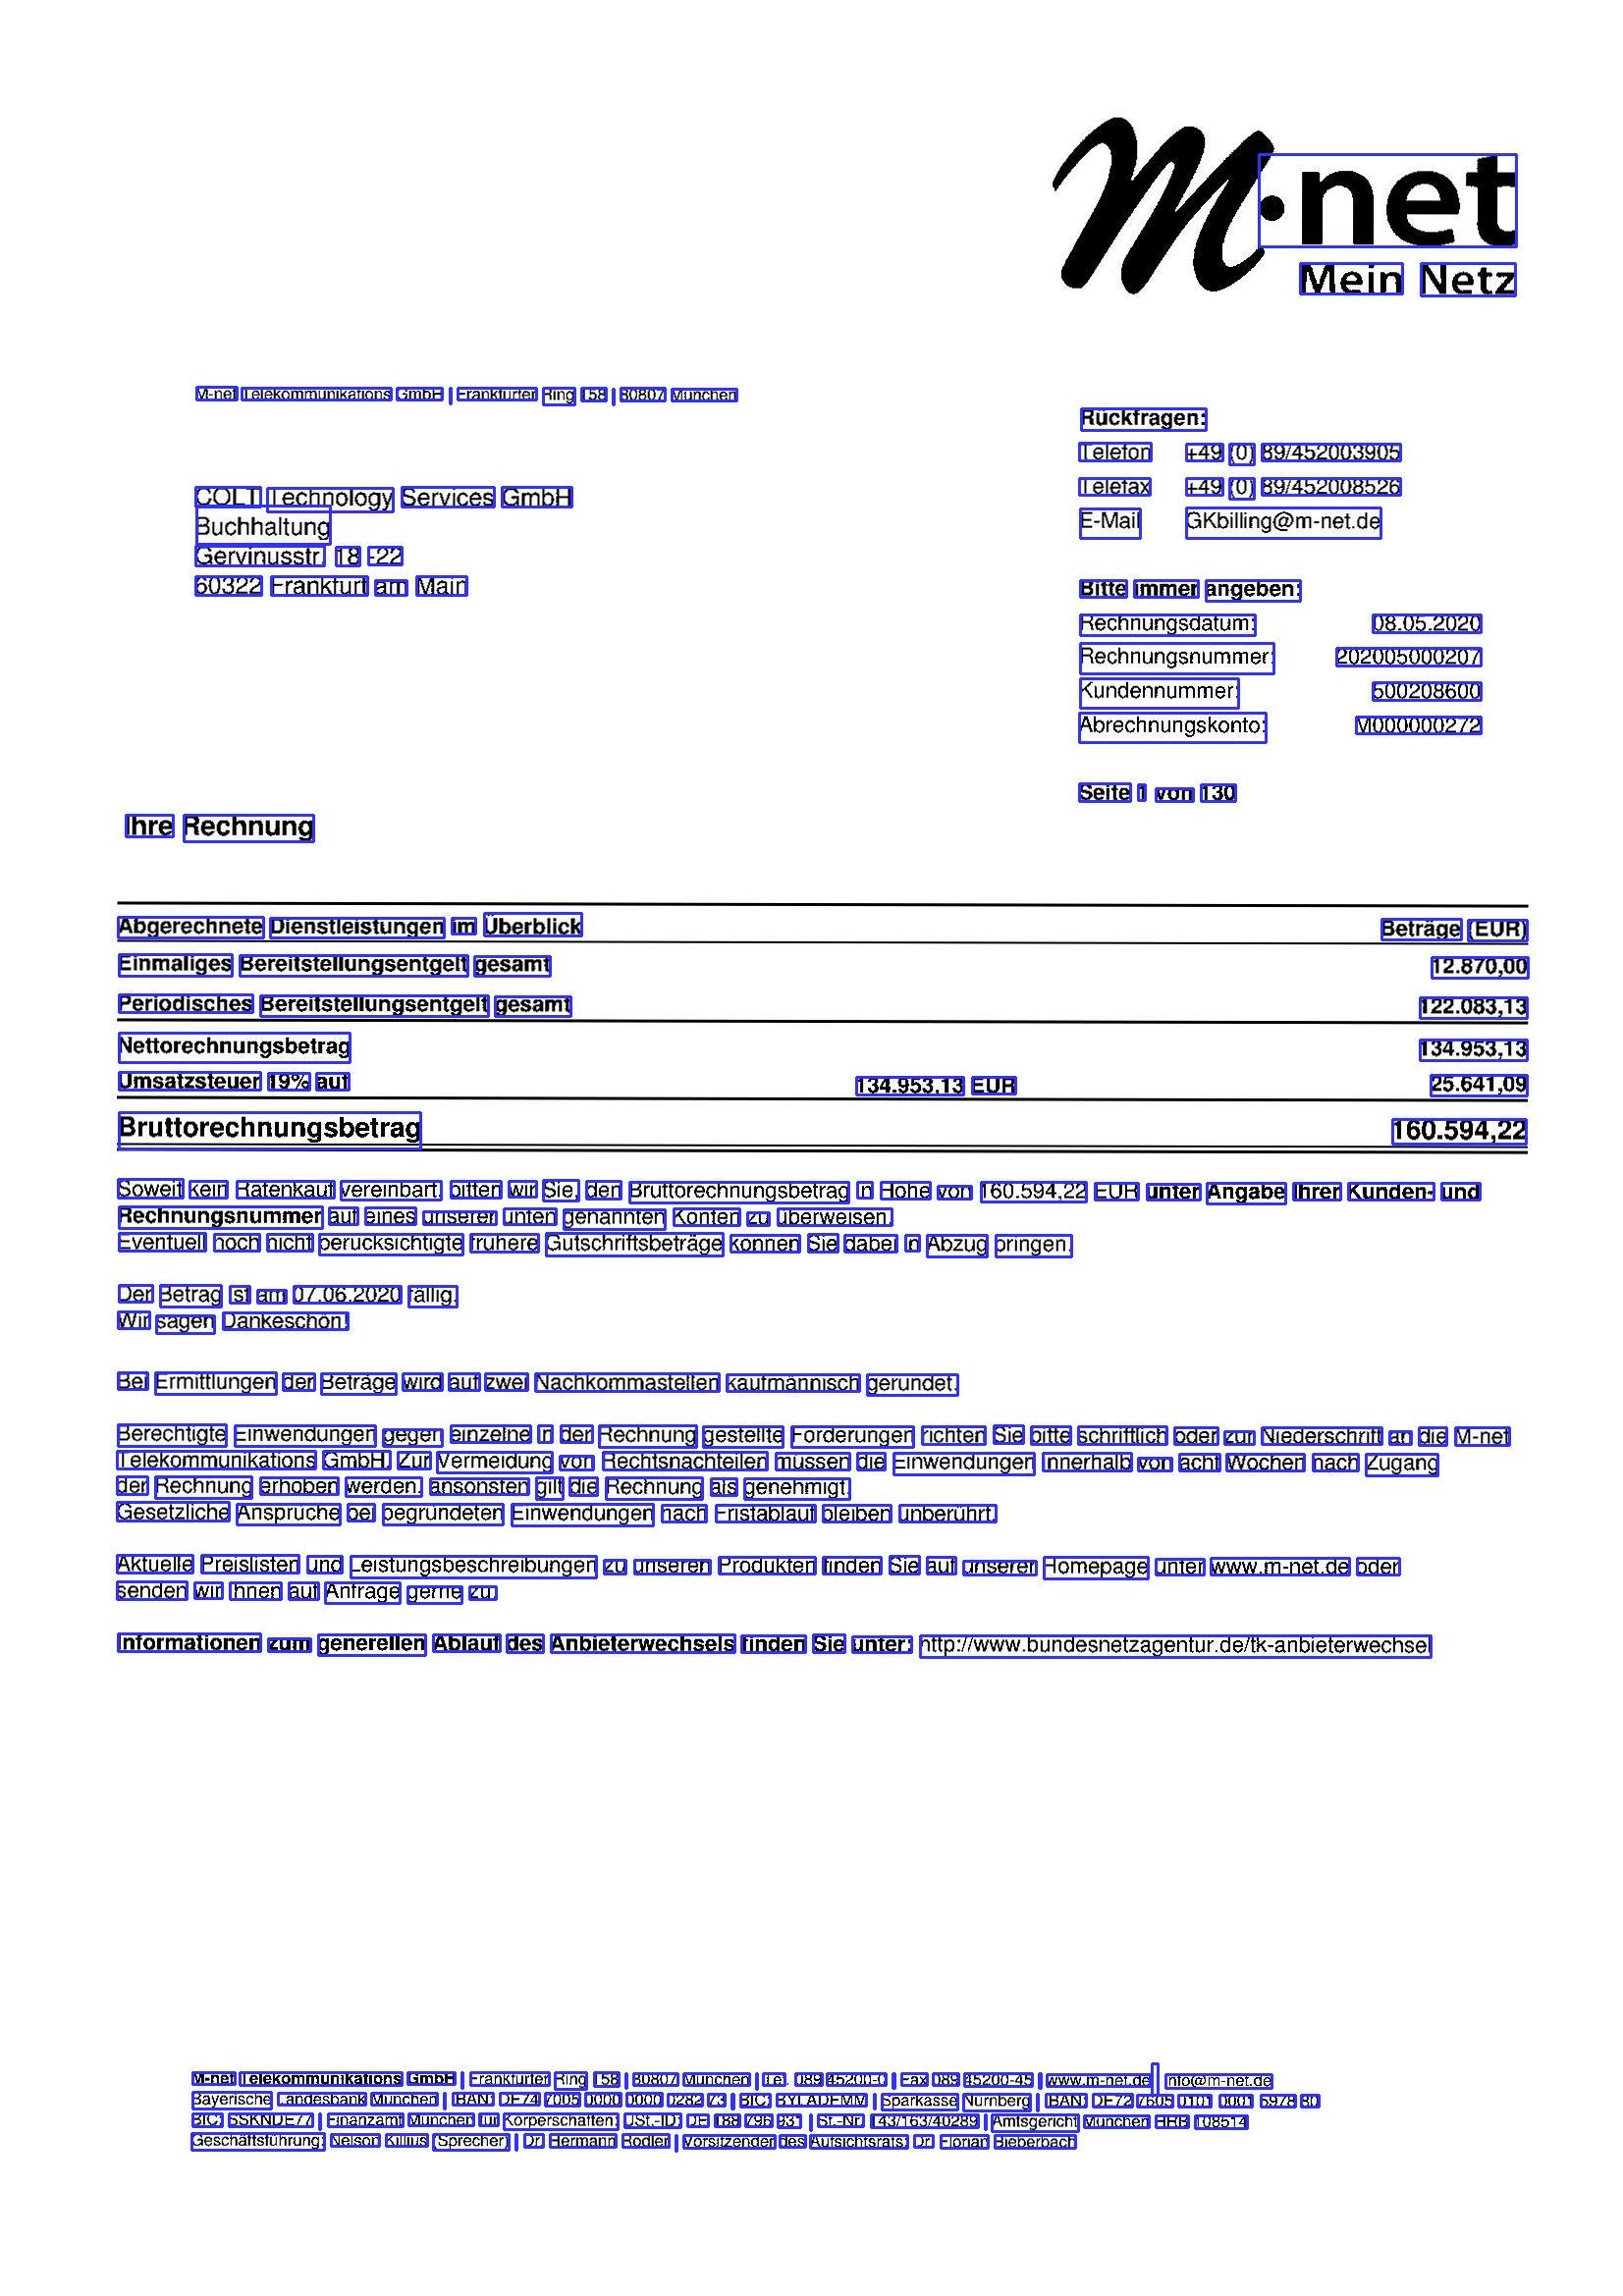 M·net
Mein Netz
M-net Telekommunikations GmbH | Frankfurter Ring 158 | 80807 München
Rückfragen:
Telefon +49 (0) 89/452003905
Telefax +49 (0) 89/452008526
E-Mail GKbilling@m-net.de
COLT Technology Services GmbH
Buchhaltung
Gervinusstr. 18 -22
60322 Frankfurt am Main
Bitte immer angeben:
Rechnungsdatum: 08.05.2020
Rechnungsnummer: 202005000207
Kundennummer: 500208600
Abrechnungskonto: M000000272
Seite 1 von 130
Ihre Rechnung
Abgerechnete Dienstleistungen im Überblick Beträge (EUR)
Einmaliges Bereitstellungsentgelt gesamt 12.870,00
Periodisches Bereitstellungsentgelt gesamt 122.083,13
Nettorechnungsbetrag 134.953,13
Umsatzsteuer 19% auf 134.953,13 EUR 25.641,09
Bruttorechnungsbetrag 160.594,22
Soweit kein Ratenkauf vereinbart, bitten wir Sie, den Bruttorechnungsbetrag in Höhe von 160.594,22 EUR unter Angabe Ihrer Kunden- und
Rechnungsnummer auf eines unserer unten genannten Konten zu überweisen.
Eventuell noch nicht berücksichtigte frühere Gutschriftsbeträge können Sie dabei in Abzug bringen.
Der Betrag ist am 07.06.2020 fällig.
Wir sagen Dankeschön!
Bei Ermittlungen der Beträge wird auf zwei Nachkommastellen kaufmännisch gerundet.
Berechtigte Einwendungen gegen einzelne in der Rechnung gestellte Forderungen richten Sie bitte schriftlich oder zur Niederschrift an die M-net
Telekommunikations GmbH. Zur Vermeidung von Rechtsnachteilen müssen die Einwendungen innerhalb von acht Wochen nach Zugang
der Rechnung erhoben werden, ansonsten gilt die Rechnung als genehmigt.
Gesetzliche Ansprüche bei begründeten Einwendungen nach Fristablauf bleiben unberührt.
Aktuelle Preislisten und Leistungsbeschreibungen zu unseren Produkten finden Sie auf unserer Homepage unter www.m-net.de oder
senden wir Ihnen auf Anfrage gerne zu.
Informationen zum generellen Ablauf des Anbieterwechsels finden Sie unter: http://www.bundesnetzagentur.de/tk-anbieterwechsel
M-net Telekommunikations GmbH | Frankfurter Ring 158 | 80807 München | Tel. 089 45200-0 | Fax 089 45200-45 | www.m-net.de | info@m-net.de
Bayerische Landesbank München | IBAN: DE74 7005 0000 0000 0282 73 | BIC: BYLADEMM | Sparkasse Nürnberg | IBAN: DE72 7605 0101 0001 5978 80
BIC: SSKNDE77 | Finanzamt München für Körperschaften: USt.-ID: DE 188 796 931 | St.-Nr. 143/163/40289 | Amtsgericht München HRB 108514
Geschäftsführung: Nelson Killius (Sprecher) | Dr. Hermann Rodler | Vorsitzender des Aufsichtsrats: Dr. Florian Bieberbach